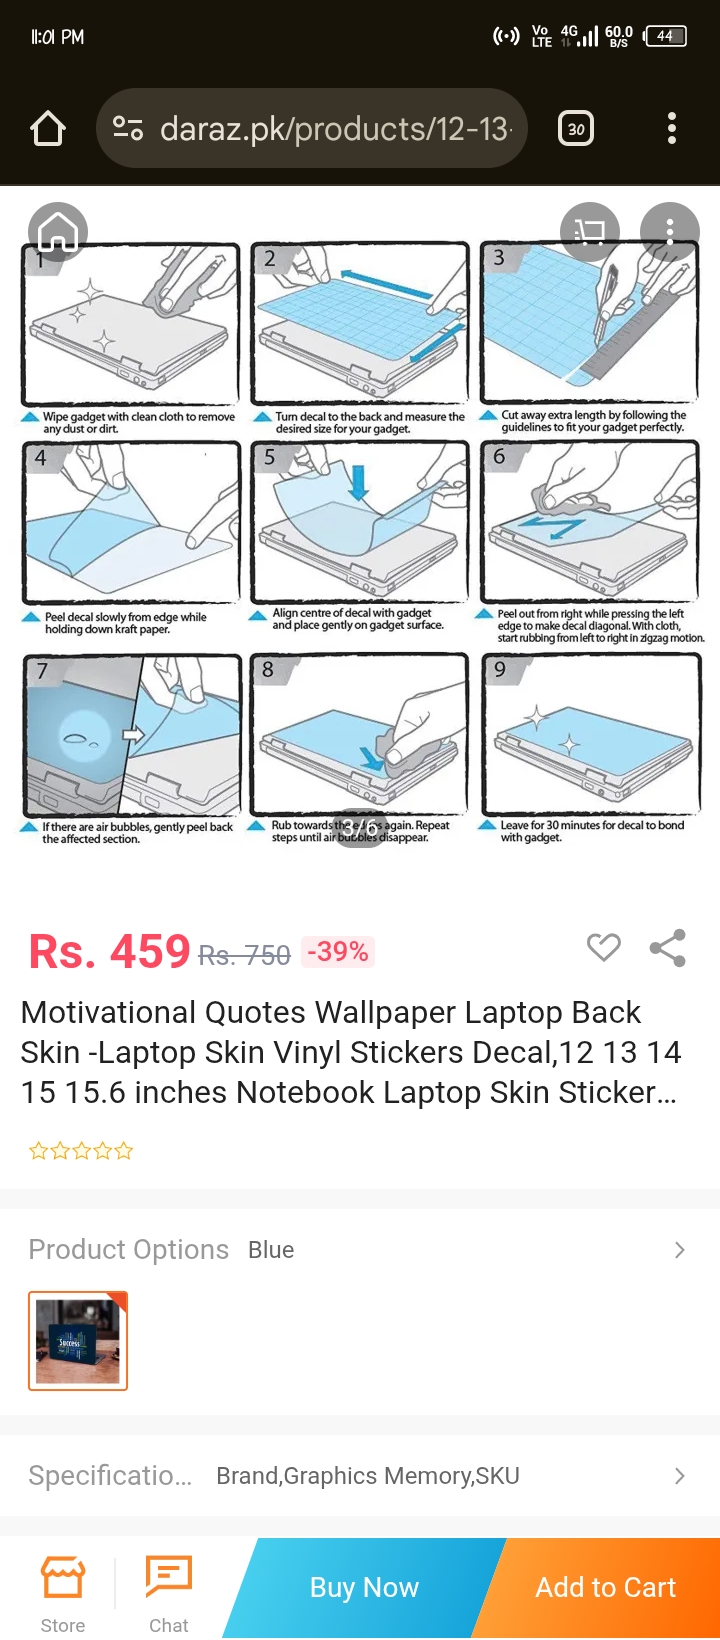 11:01 PM
Vo LTE 4G 60.0 B/S 44
daraz.pk/products/12-13-
30
1 2 3
Wipe gadget with clean cloth to remove
any dust or dirt.
Turn decal to the back and measure the
desired size for your gadget.
Cut away extra length by following the
guidelines to fit your gadget perfectly.
4 5 6
Peel decal slowly from edge while
holding down kraft paper.
Align centre of decal with gadget
and place gently on gadget surface.
Peel out from right while pressing the left
edge to make decal diagonal. With cloth,
start rubbing from left to right in zigzag motion.
7 8 9
If there are air bubbles, gently peel back
the affected section.
Rub towards the again. Repeat
steps until air bubbles disappear.
3/6
Leave for 30 minutes for decal to bond
with gadget.
Rs. 459 Rs. 750 -39%
Motivational Quotes Wallpaper Laptop Back
Skin -Laptop Skin Vinyl Stickers Decal,12 13 14
15 15.6 inches Notebook Laptop Skin Sticker...
Product Options Blue
Success
Specificatio... Brand,Graphics Memory,SKU
Store Chat Buy Now Add to Cart